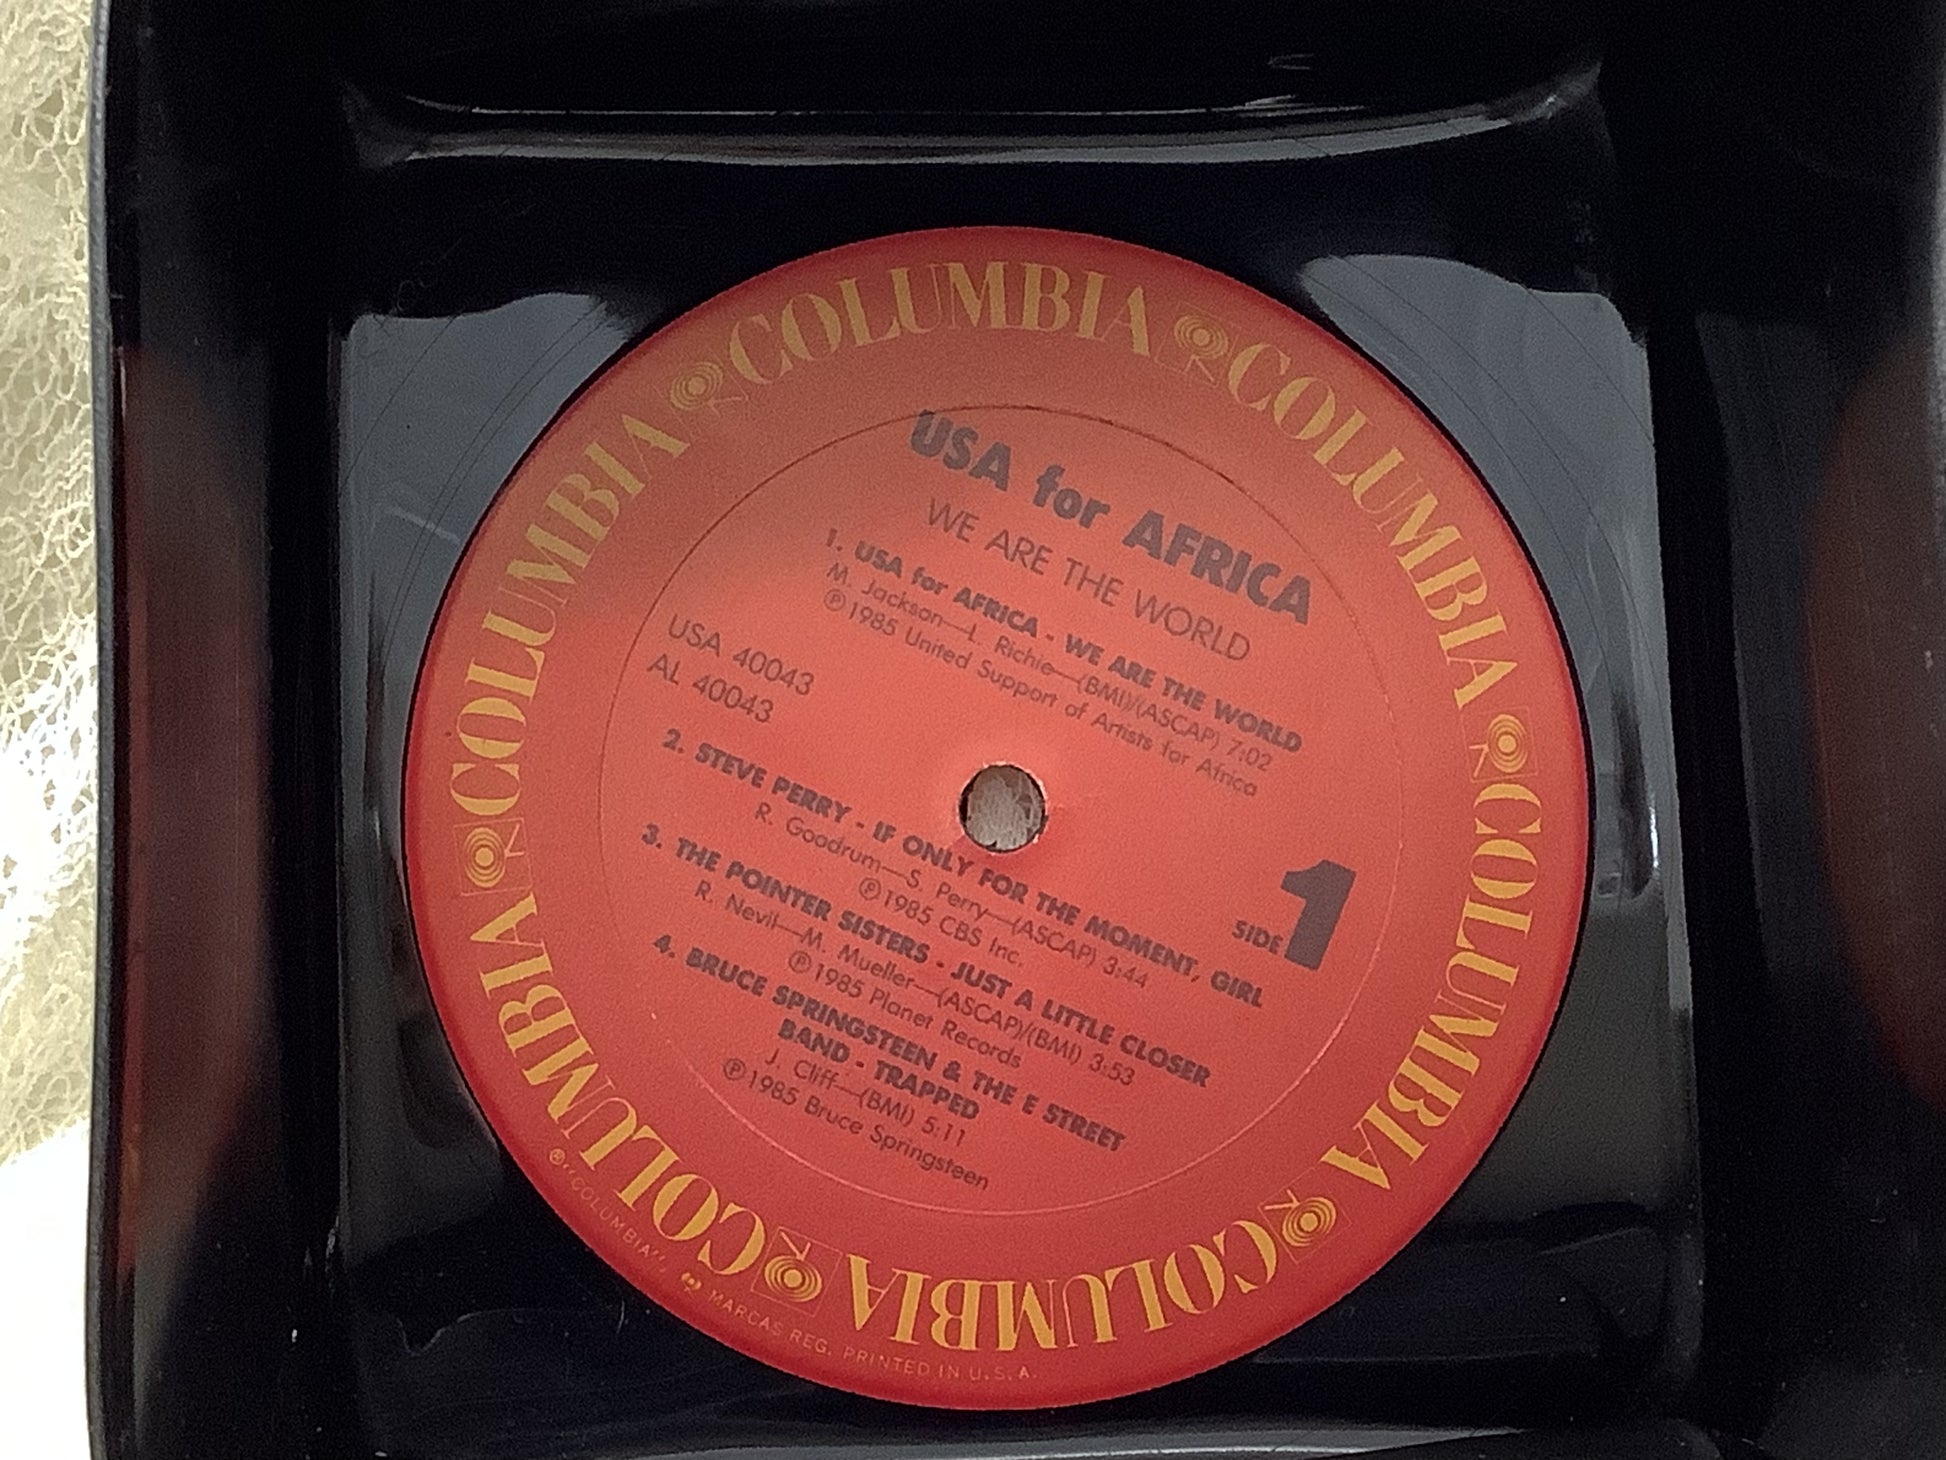 COLUMBIA COLUMBIA COLUMBIA COLUMBIA COLUMBIA COLUMBIA
USA for AFRICA
WE ARE THE WORLD
1. USA for AFRICA - WE ARE THE WORLD
M. Jackson—L. Richie—(BMI)/(ASCAP) 7:02
Ⓟ 1985 United Support of Artists for Africa
USA 40043
AL 40043
2. STEVE PERRY - IF ONLY FOR THE MOMENT, GIRL
R. Goodrum—S. Perry—(ASCAP) 3:44
Ⓟ 1985 CBS Inc.
SIDE 1
3. THE POINTER SISTERS - JUST A LITTLE CLOSER
R. Nevil—M. Mueller—(ASCAP)/(BMI) 3:53
Ⓟ 1985 Planet Records
4. BRUCE SPRINGSTEEN & THE E STREET
BAND - TRAPPED
J. Cliff—(BMI) 5:11
Ⓟ 1985 Bruce Springsteen
® "COLUMBIA", MARCAS REG. PRINTED IN U.S.A.